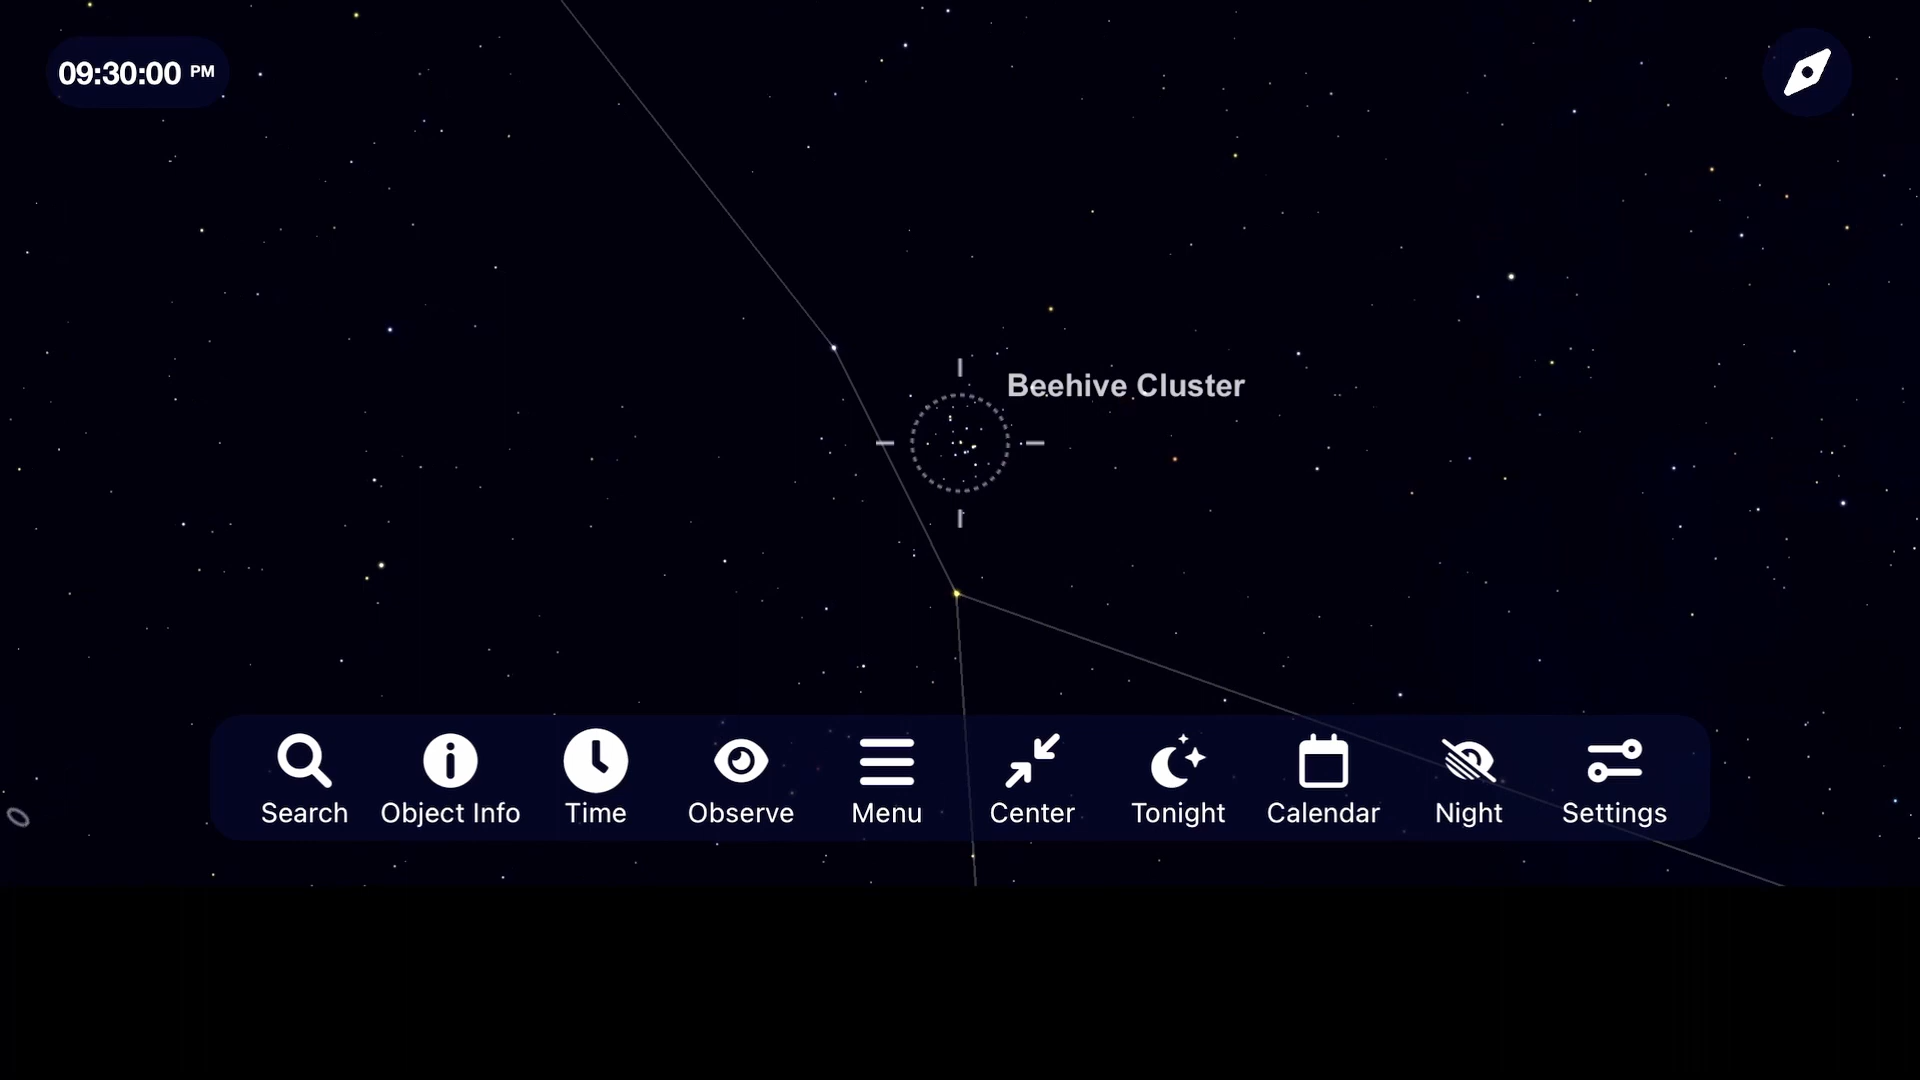 09:30:00 PM
Beehive Cluster
Search Object Info Time Observe Menu Center Tonight Calendar Night Settings